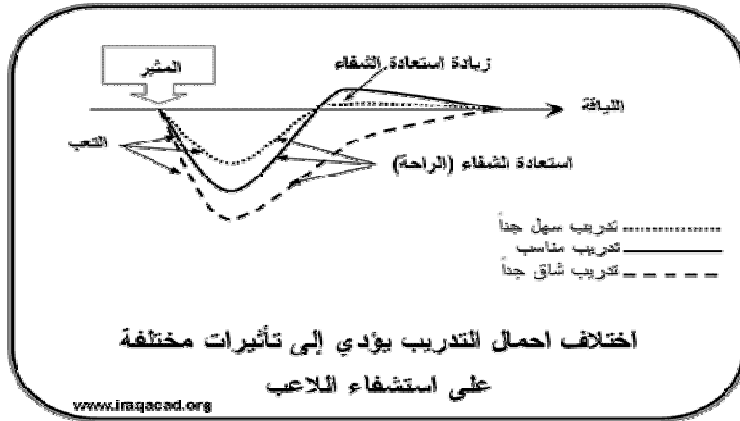 المثير
زيادة استعادة الشفاء
اللياقة
التعب
استعادة الشفاء (الراحة)
تدريب سهل جداً
تدريب مناسب
تدريب شاق جداً
اختلاف احمال التدريب يؤدي إلى تأثيرات مختلفة
على استشفاء اللاعب
www.iraqacad.org